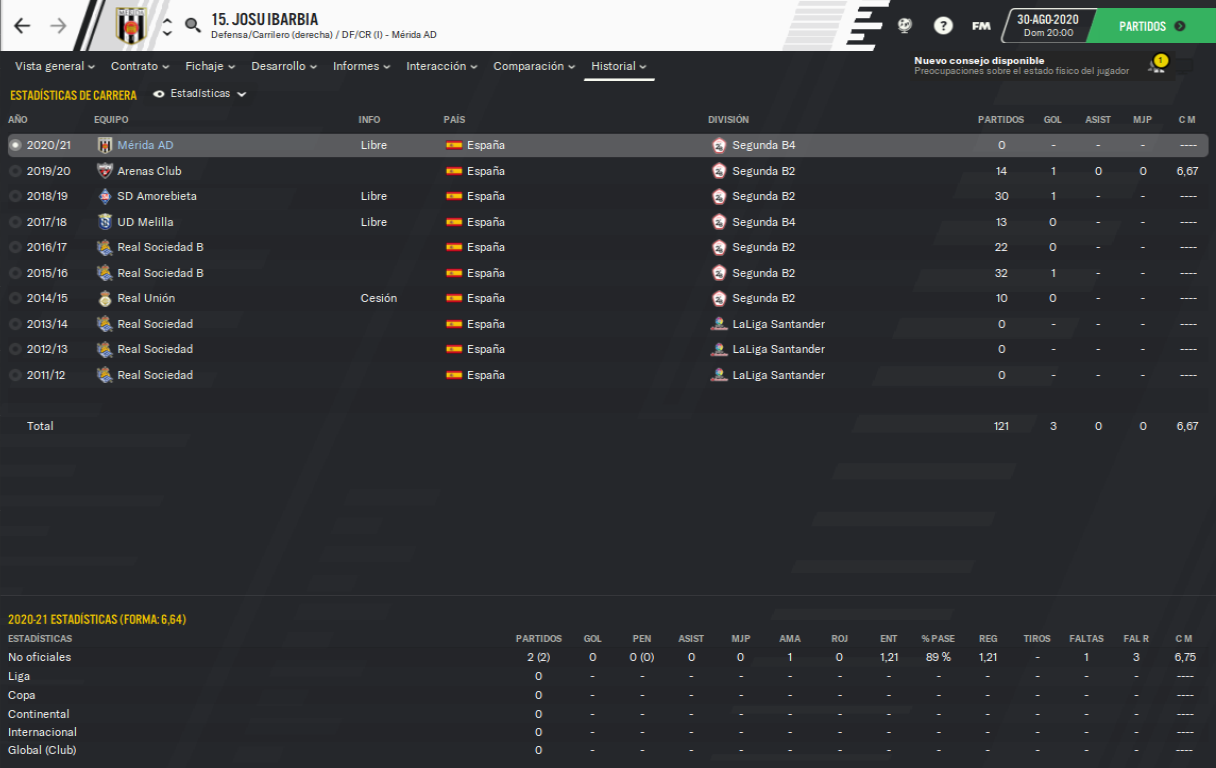 15. JOSU IBARBIA
Defensa/Carrilero (derecha) / DF/CR (I) - Mérida AD
?
FM
30-AGO-2020
Dom 20:00
PARTIDOS
Vista general Contrato Fichaje Desarrollo Informes Interacción Comparación Historial
Nuevo consejo disponible
Preocupaciones sobre el estado físico del jugador
1
ESTADÍSTICAS DE CARRERA Estadísticas
AÑO EQUIPO INFO PAÍS DIVISIÓN PARTIDOS GOL ASIST MJP C M
2020/21 Mérida AD Libre España Segunda B4 0 - - - ----
2019/20 Arenas Club España Segunda B2 14 1 0 0 6,67
2018/19 SD Amorebieta Libre España Segunda B2 30 1 - - ----
2017/18 UD Melilla Libre España Segunda B4 13 0 - - ----
2016/17 Real Sociedad B España Segunda B2 22 0 - - ----
2015/16 Real Sociedad B España Segunda B2 32 1 - - ----
2014/15 Real Unión Cesión España Segunda B2 10 0 - - ----
2013/14 Real Sociedad España LaLiga Santander 0 - - - ----
2012/13 Real Sociedad España LaLiga Santander 0 - - - ----
2011/12 Real Sociedad España LaLiga Santander 0 - - - ----
Total 121 3 0 0 6,67
2020-21 ESTADÍSTICAS (FORMA: 6,64)
ESTADÍSTICAS PARTIDOS GOL PEN ASIST MJP AMA ROJ ENT % PASE REG TIROS FALTAS FAL R C M
No oficiales 2 (2) 0 0 (0) 0 0 1 0 1,21 89 % 1,21 - 1 3 6,75
Liga 0 - - - - - - - - - - - - ----
Copa 0 - - - - - - - - - - - - ----
Continental 0 - - - - - - - - - - - - ----
Internacional 0 - - - - - - - - - - - - ----
Global (Club) 0 - - - - - - - - - - - - ----